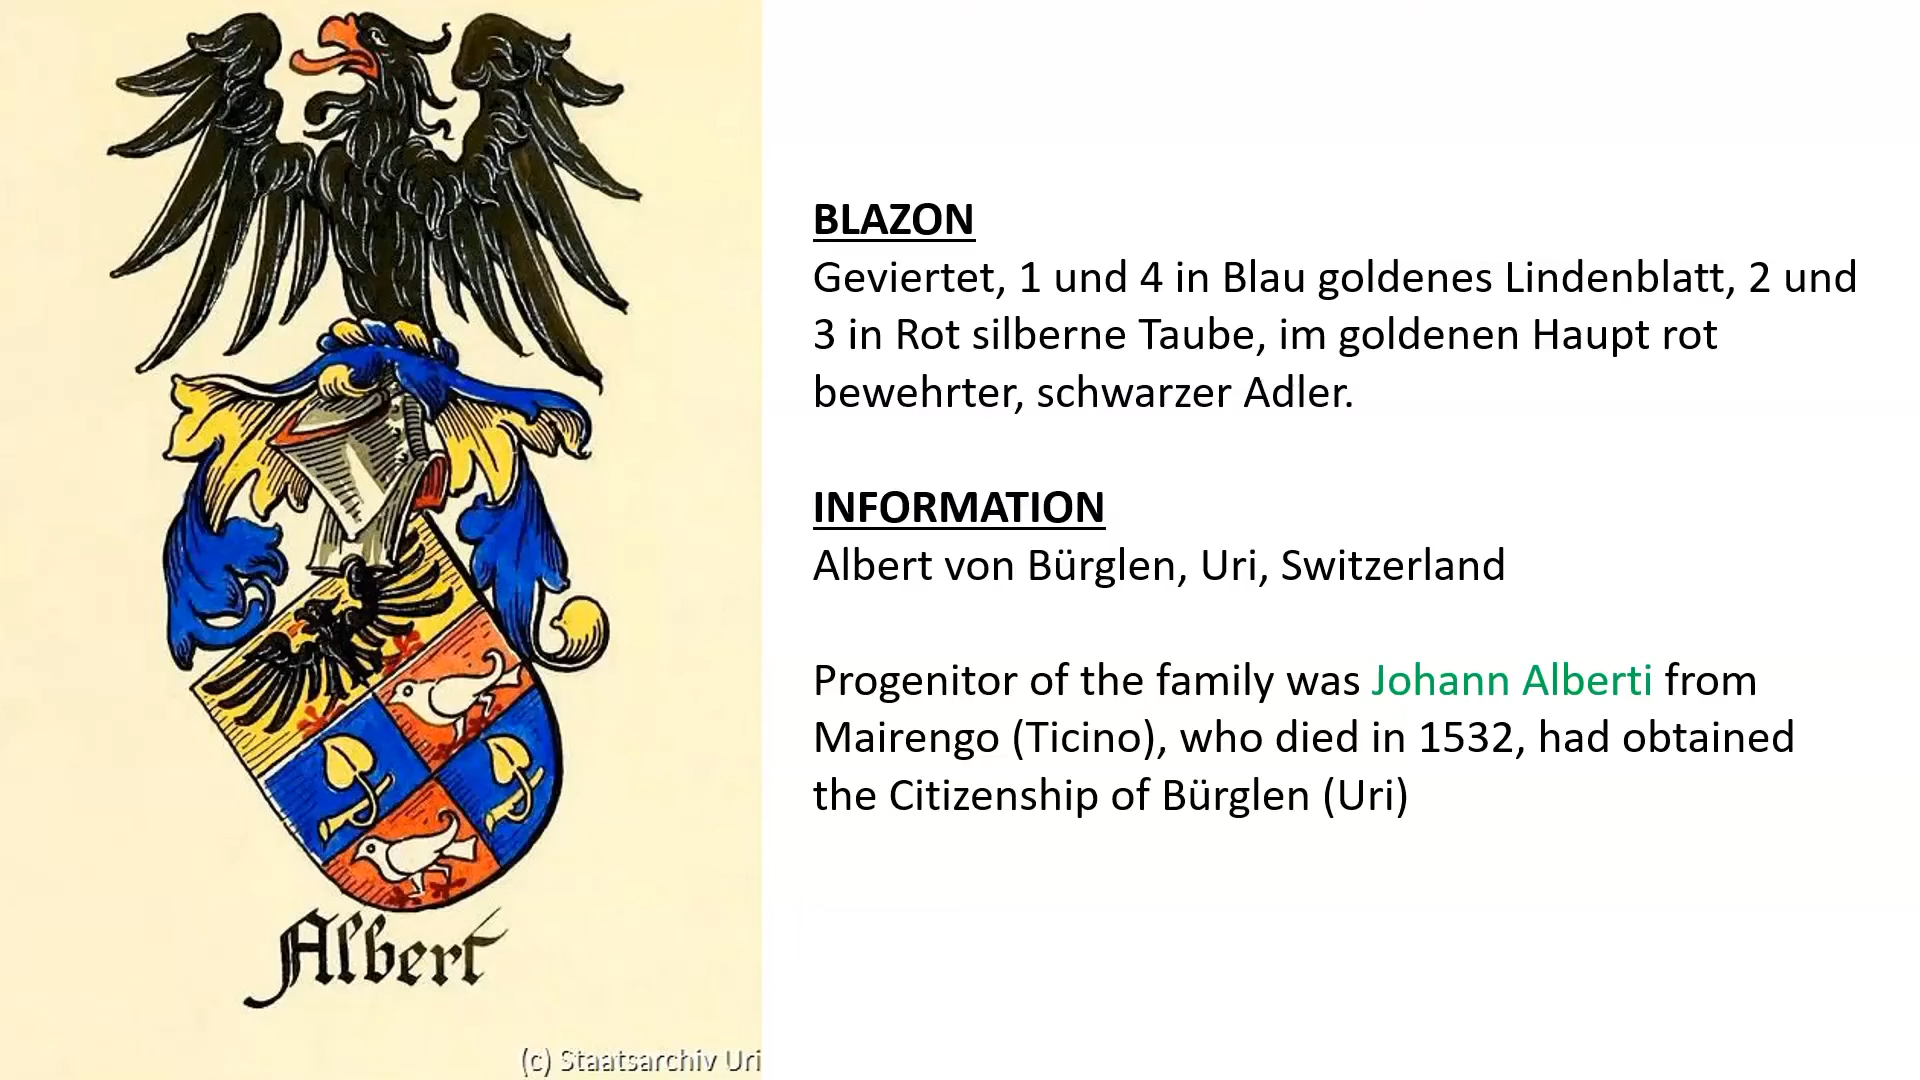 BLAZON
Geviertet, 1 und 4 in Blau goldenes Lindenblatt, 2 und
3 in Rot silberne Taube, im goldenen Haupt rot
bewehrter, schwarzer Adler.
INFORMATION
Albert von Bürglen, Uri, Switzerland
Progenitor of the family was Johann Alberti from
Mairengo (Ticino), who died in 1532, had obtained
the Citizenship of Bürglen (Uri)
Albert
(c) Staatsarchiv Uri